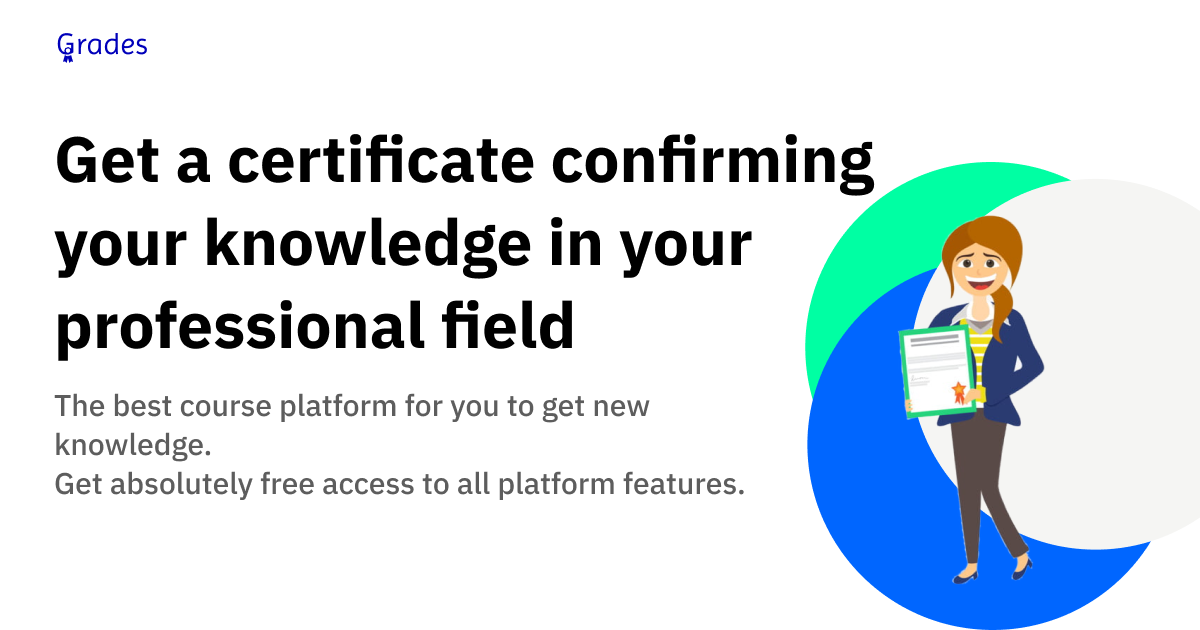 Grades
Get a certificate confirming
your knowledge in your
professional field
The best course platform for you to get new
knowledge.
Get absolutely free access to all platform features.